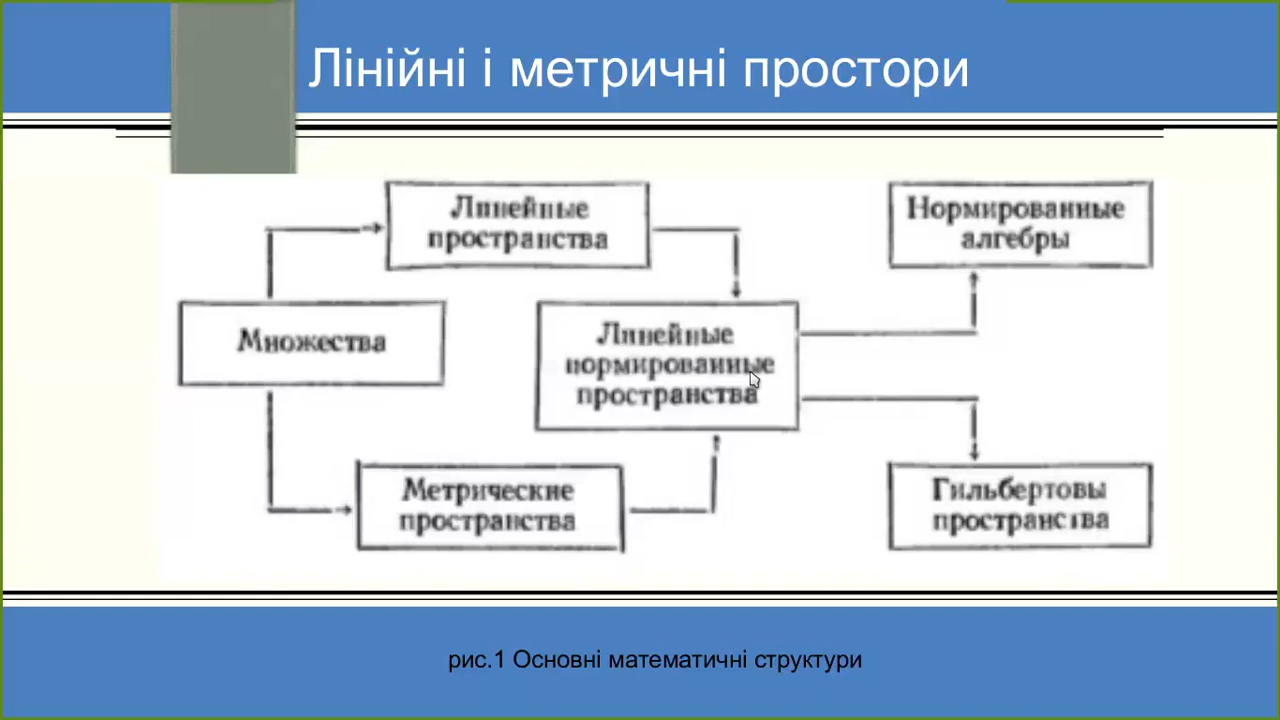 Лінійні і метричні простори
Линейные
пространства
Нормированные
алгебры
Множества
Линейные
нормированные
пространства
Метрические
пространства
Гильбертовы
пространства
рис.1 Основні математичні структури